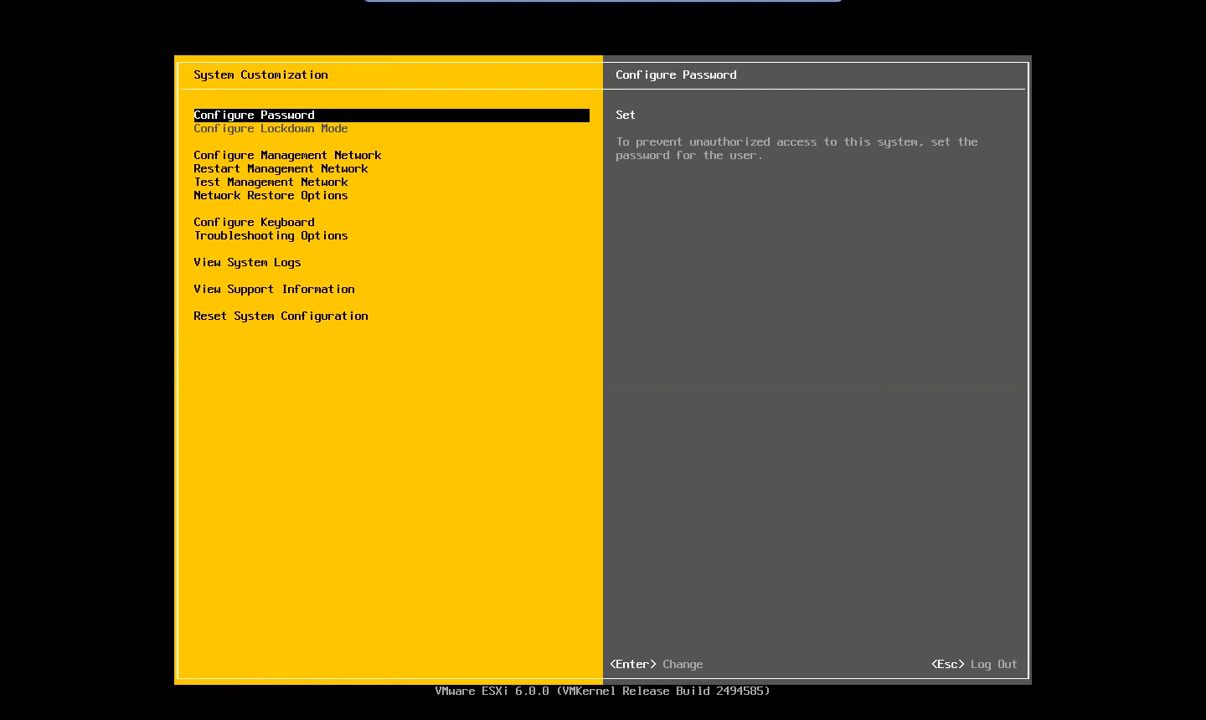 System Customization
Configure Password
Configure Lockdown Mode
Configure Management Network
Restart Management Network
Test Management Network
Network Restore Options
Configure Keyboard
Troubleshooting Options
View System Logs
View Support Information
Reset System Configuration
Configure Password
Set
To prevent unauthorized access to this system, set the
password for the user.
<Enter> Change
<Esc> Log Out
VMware ESXi 6.0.0 (VMKernel Release Build 2494585)